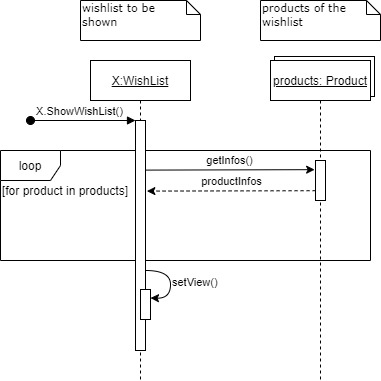 wishlist to be
shown
products of the
wishlist
X:WishList
products: Product
X.ShowWishList()
loop
[for product in products]
getInfos()
productInfos
setView()